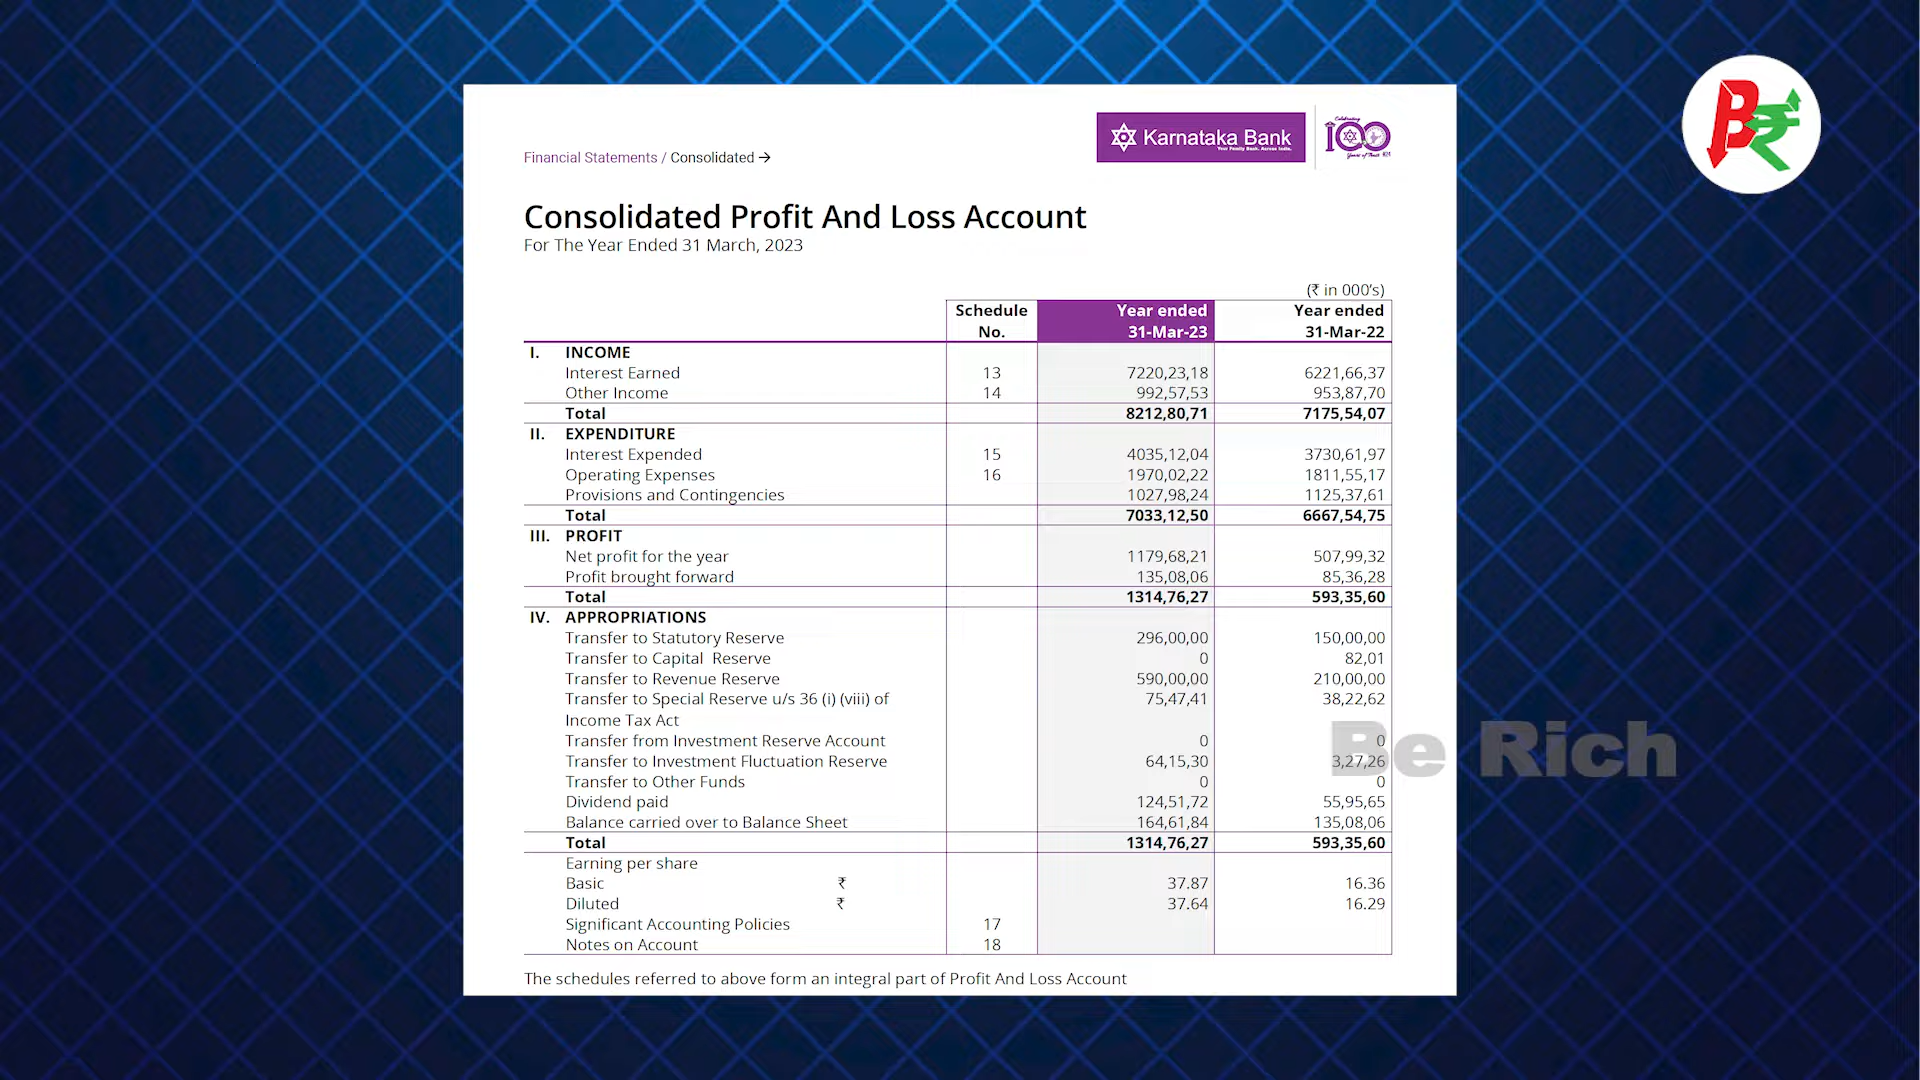 Karnataka Bank
Your Family Bank. Across India.
Celebrating
100
Years of Trust
Financial Statements / Consolidated →
Consolidated Profit And Loss Account
For The Year Ended 31 March, 2023
(₹ in 000's)
Schedule No. Year ended 31-Mar-23 Year ended 31-Mar-22
I. INCOME
Interest Earned 13 7220,23,18 6221,66,37
Other Income 14 992,57,53 953,87,70
Total 8212,80,71 7175,54,07
II. EXPENDITURE
Interest Expended 15 4035,12,04 3730,61,97
Operating Expenses 16 1970,02,22 1811,55,17
Provisions and Contingencies 1027,98,24 1125,37,61
Total 7033,12,50 6667,54,75
III. PROFIT
Net profit for the year 1179,68,21 507,99,32
Profit brought forward 135,08,06 85,36,28
Total 1314,76,27 593,35,60
IV. APPROPRIATIONS
Transfer to Statutory Reserve 296,00,00 150,00,00
Transfer to Capital Reserve 0 82,01
Transfer to Revenue Reserve 590,00,00 210,00,00
Transfer to Special Reserve u/s 36 (i) (viii) of 75,47,41 38,22,62
Income Tax Act
Transfer from Investment Reserve Account 0 0
Transfer to Investment Fluctuation Reserve 64,15,30 3,27,26
Transfer to Other Funds 0 0
Dividend paid 124,51,72 55,95,65
Balance carried over to Balance Sheet 164,61,84 135,08,06
Total 1314,76,27 593,35,60
Earning per share
Basic ₹ 37.87 16.36
Diluted ₹ 37.64 16.29
Significant Accounting Policies 17
Notes on Account 18
The schedules referred to above form an integral part of Profit And Loss Account
Be Rich
B₹